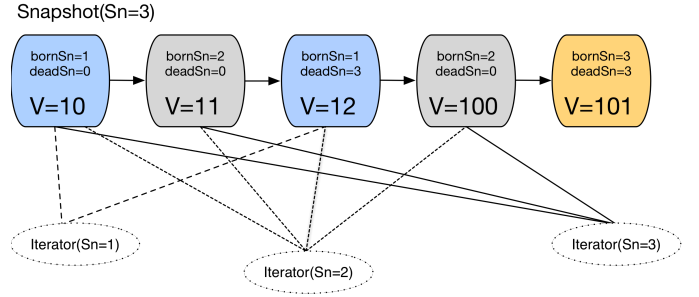 Snapshot(Sn=3)
bornSn=1
deadSn=0
V=10
bornSn=2
deadSn=0
V=11
bornSn=1
deadSn=3
V=12
bornSn=2
deadSn=0
V=100
bornSn=3
deadSn=3
V=101
Iterator(Sn=1)
Iterator(Sn=2)
Iterator(Sn=3)